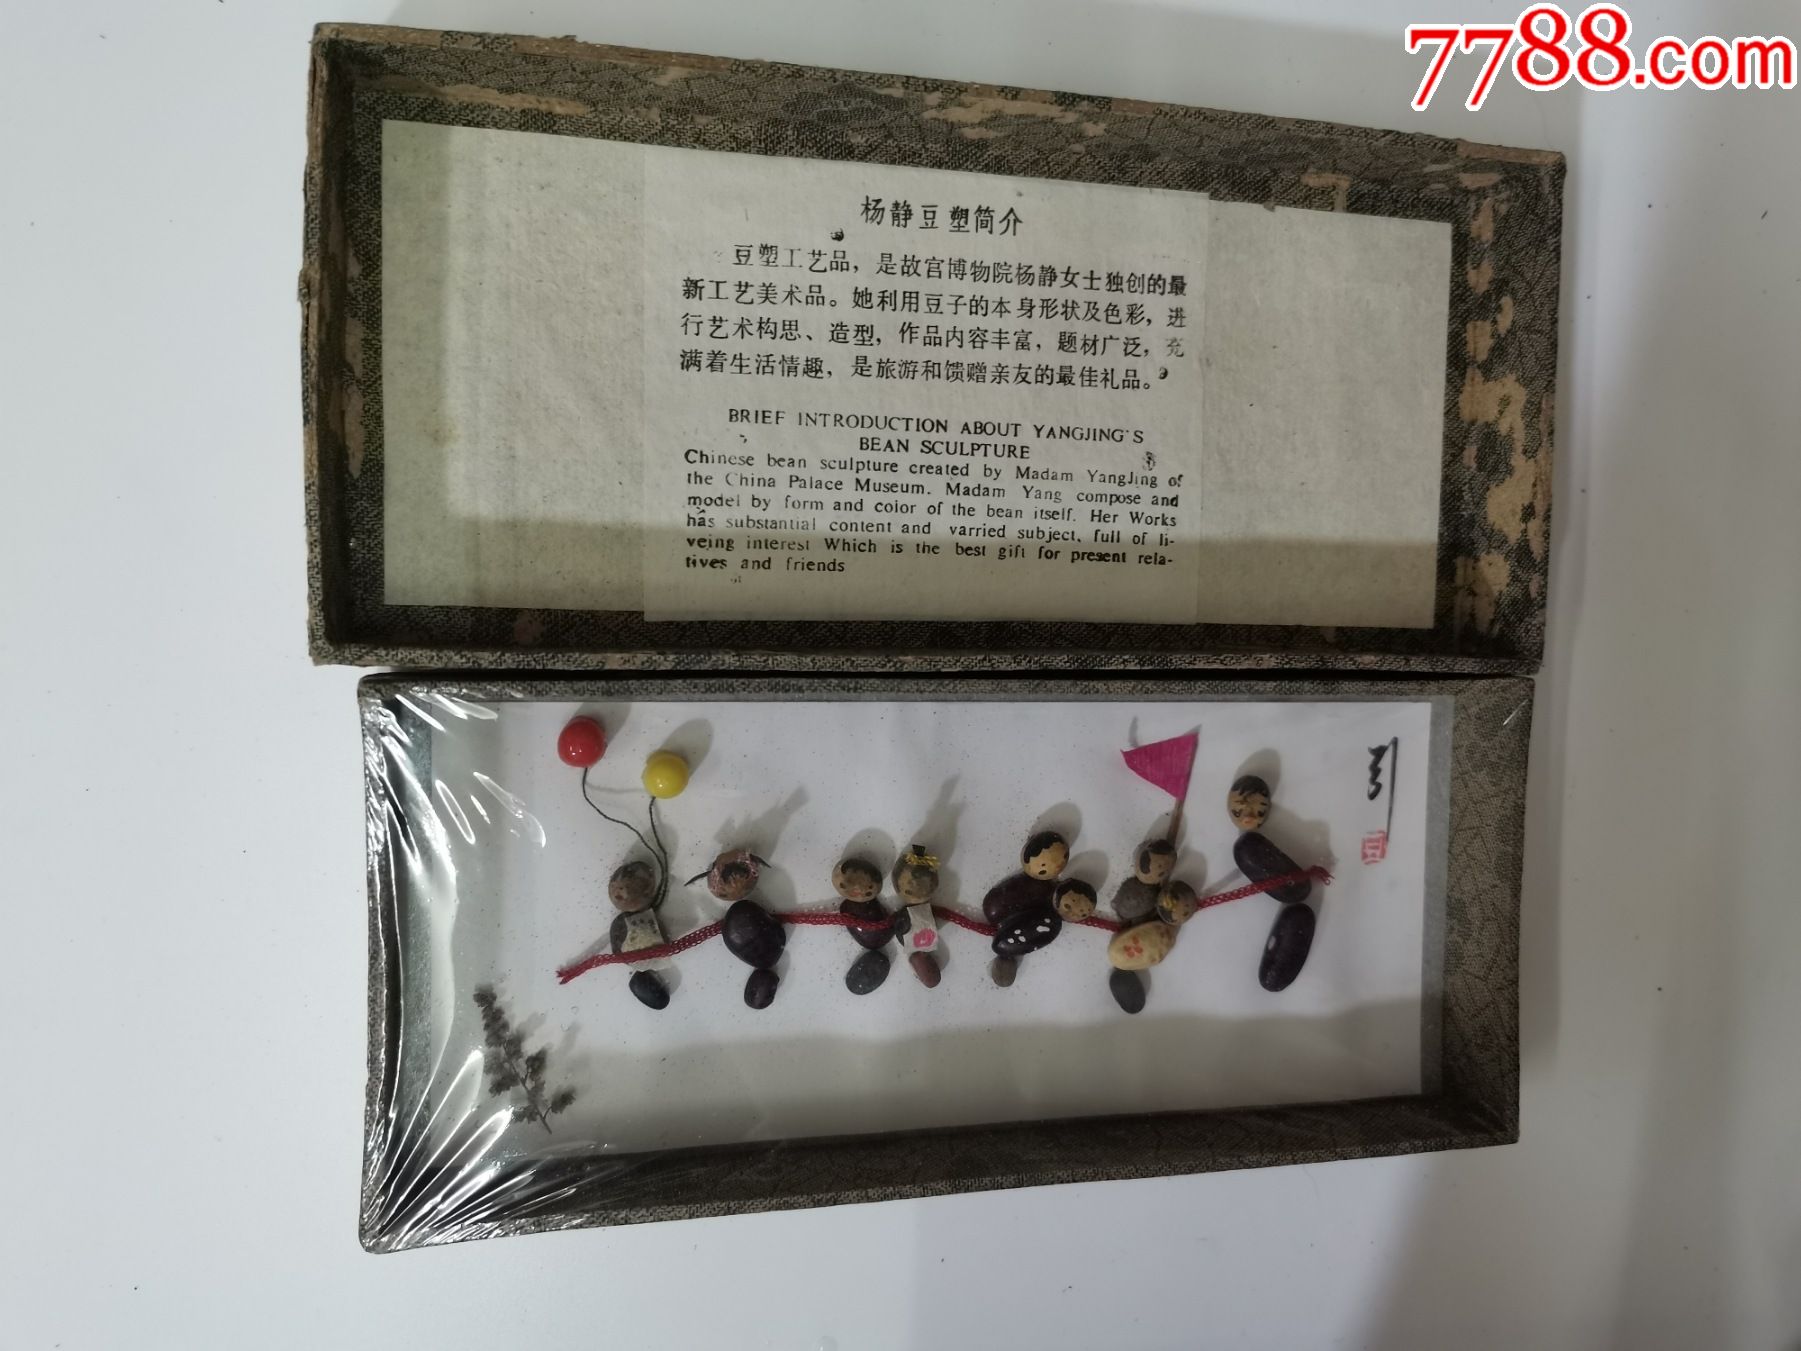 7788.com
杨静豆塑简介
豆塑工艺品，是故宫博物院杨静女士独创的最
新工艺美术品。她利用豆子的本身形状及色彩，进
行艺术构思、造型，作品内容丰富，题材广泛，充
满着生活情趣，是旅游和馈赠亲友的最佳礼品。
BRIEF INTRODUCTION ABOUT YANGJING'S
BEAN SCULPTURE
Chinese bean sculpture created by Madam YangJing of
the China Palace Museum. Madam Yang compose and
model by form and color of the bean itself. Her Works
has substantial content and varried subject, full of li-
veing interest Which is the best gift for present rela-
tives and friends
引